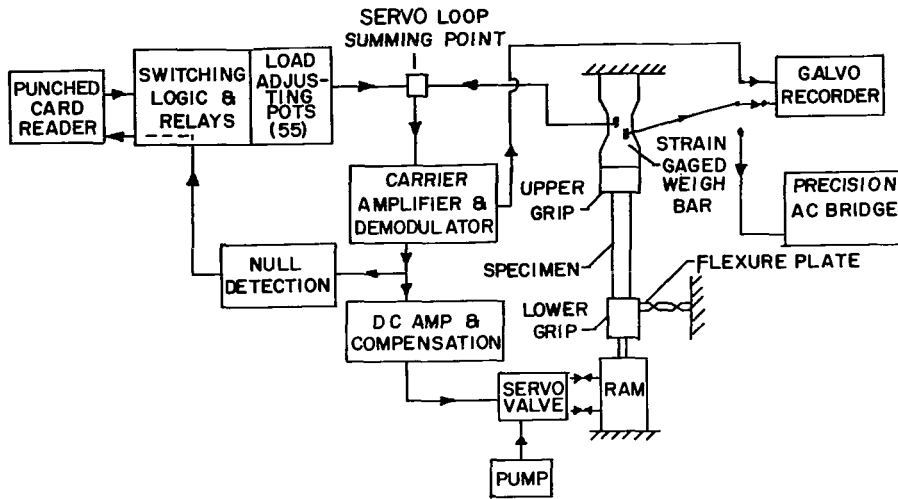 SERVO LOOP
SUMMING POINT
PUNCHED
CARD
READER
SWITCHING
LOGIC &
RELAYS
LOAD
ADJUS-
TING
POTS
(55)
GALVO
RECORDER
CARRIER
AMPLIFIER &
DEMODULATOR
UPPER
GRIP
STRAIN
GAGED
WEIGH
BAR
PRECISION
AC BRIDGE
NULL
DETECTION
SPECIMEN
FLEXURE PLATE
DC AMP &
COMPENSATION
LOWER
GRIP
SERVO
VALVE
RAM
PUMP